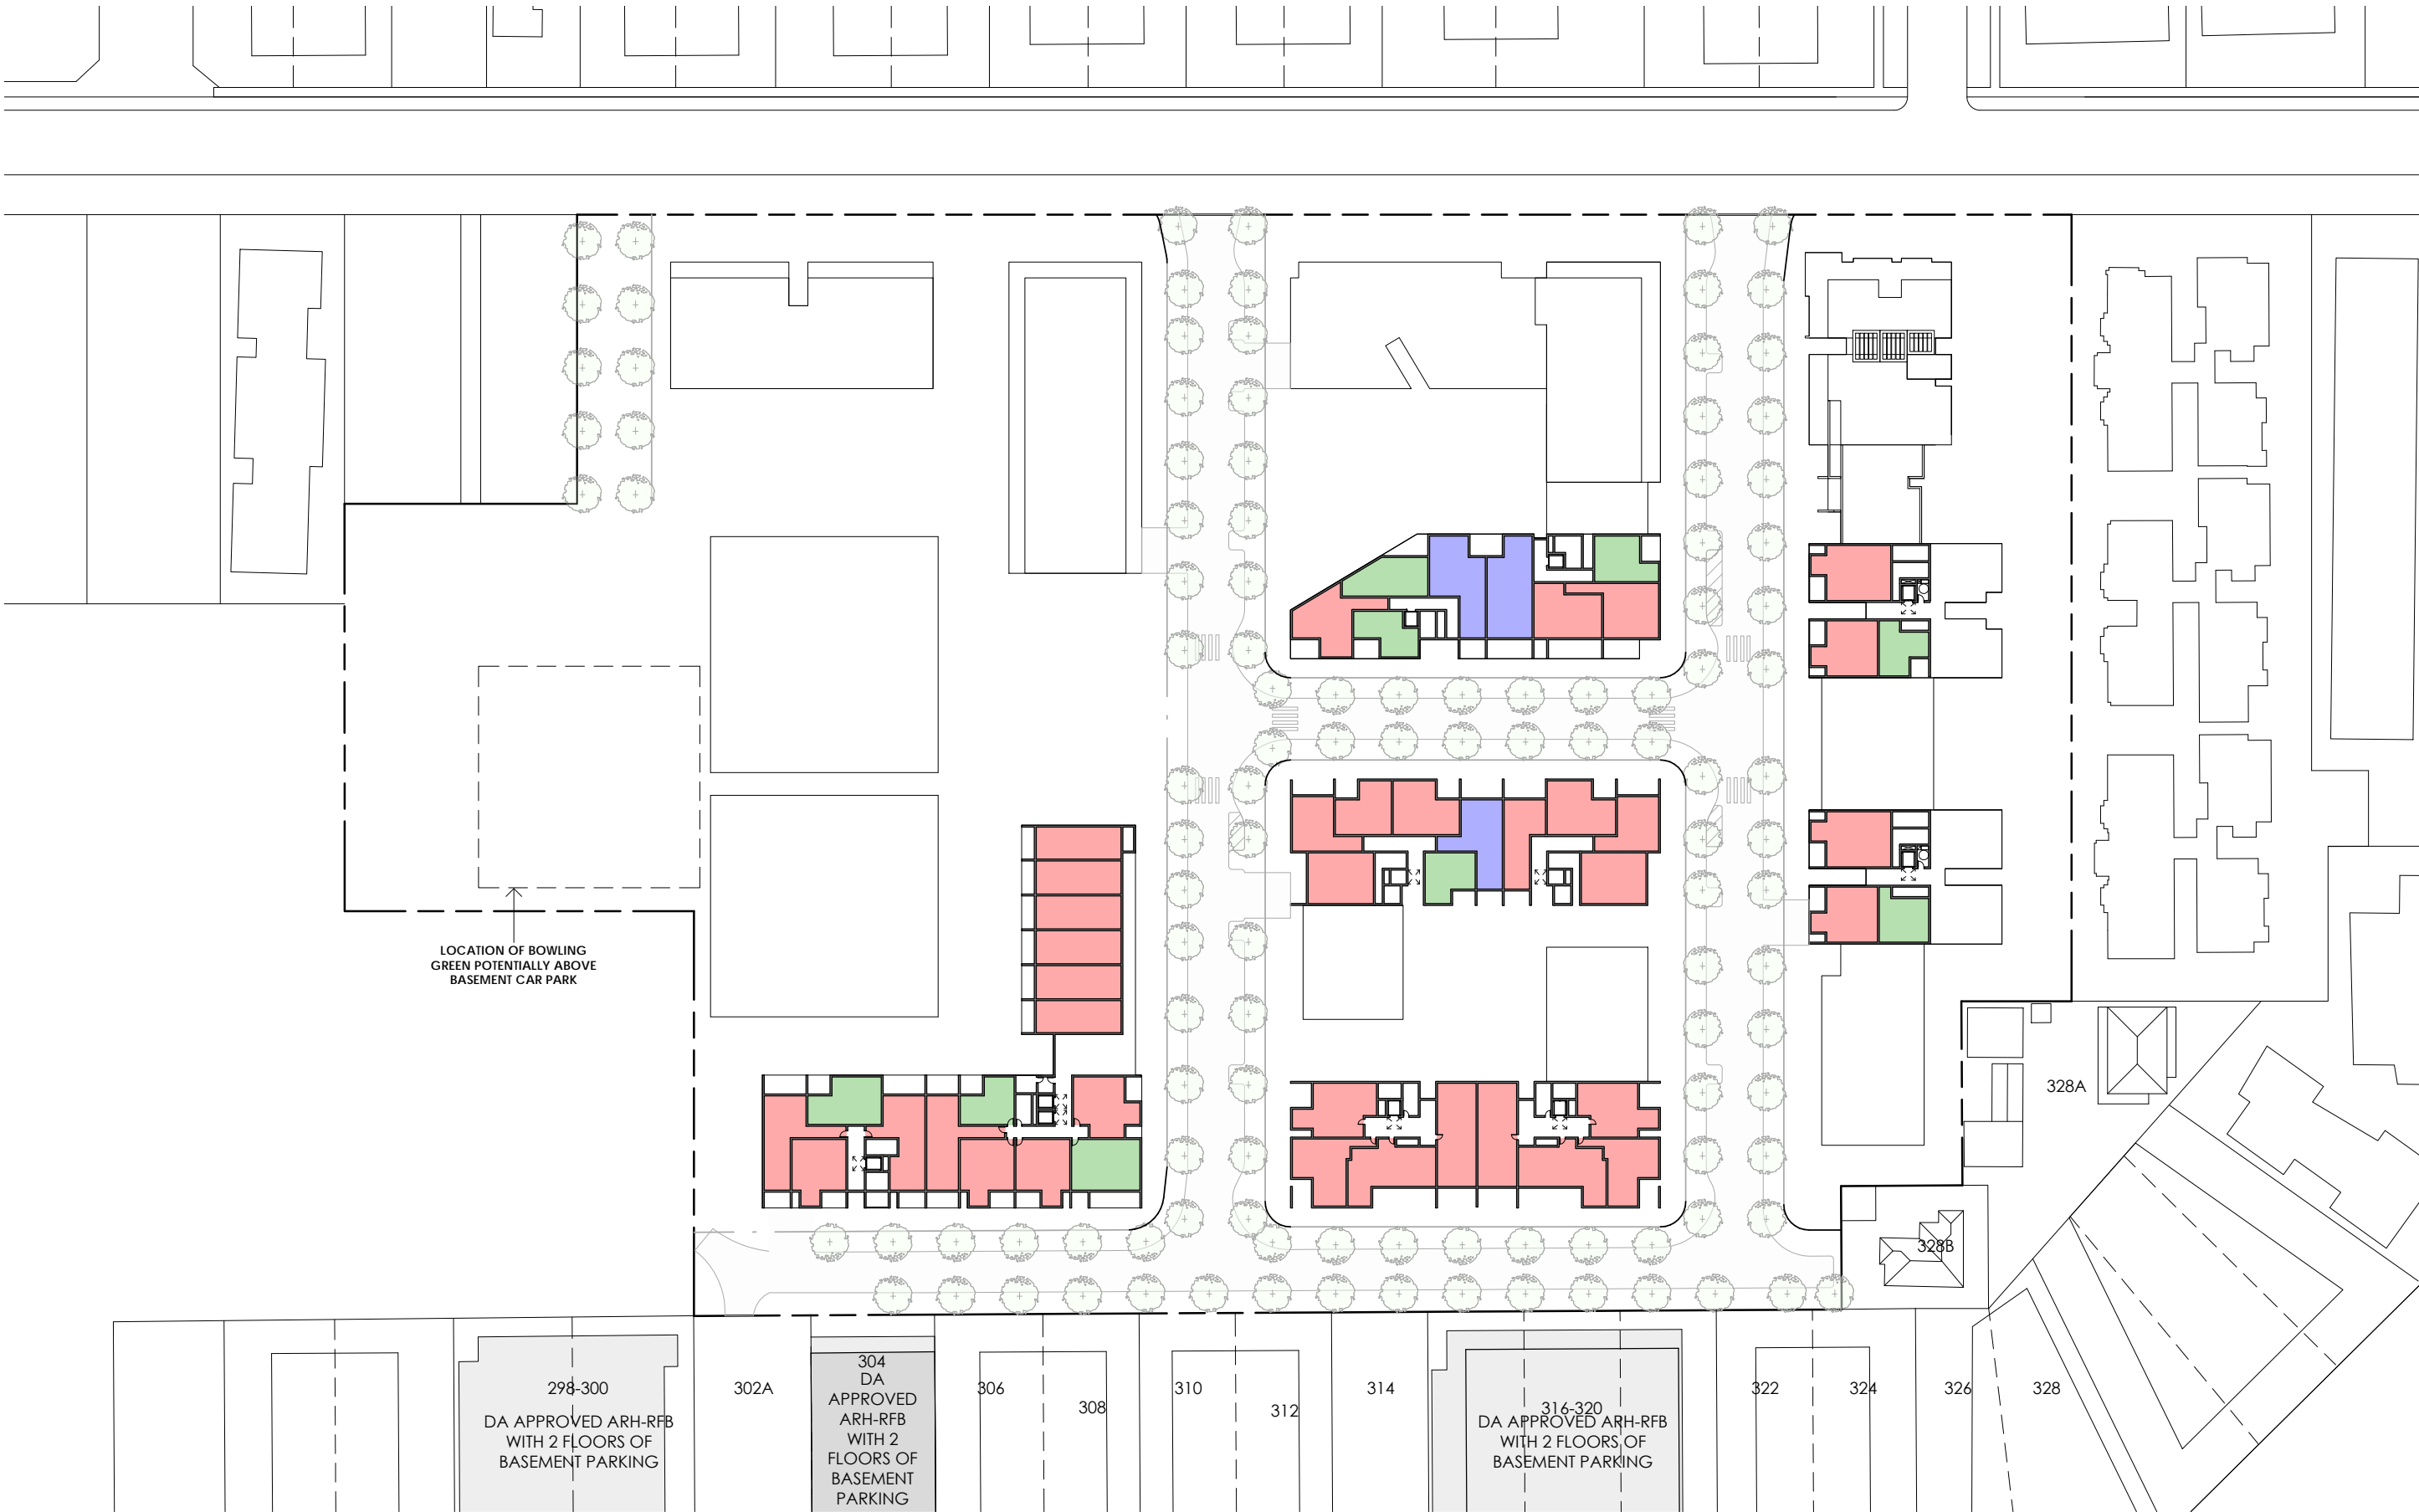 LOCATION OF BOWLING
GREEN POTENTIALLY ABOVE
BASEMENT CAR PARK
328A
328B
298-300
DA APPROVED ARH-RFB
WITH 2 FLOORS OF
BASEMENT PARKING
302A
304
DA
APPROVED
ARH-RFB
WITH 2
FLOORS OF
BASEMENT
PARKING
306
308
310
312
314
316-320
DA APPROVED ARH-RFB
WITH 2 FLOORS OF
BASEMENT PARKING
322
324
326
328